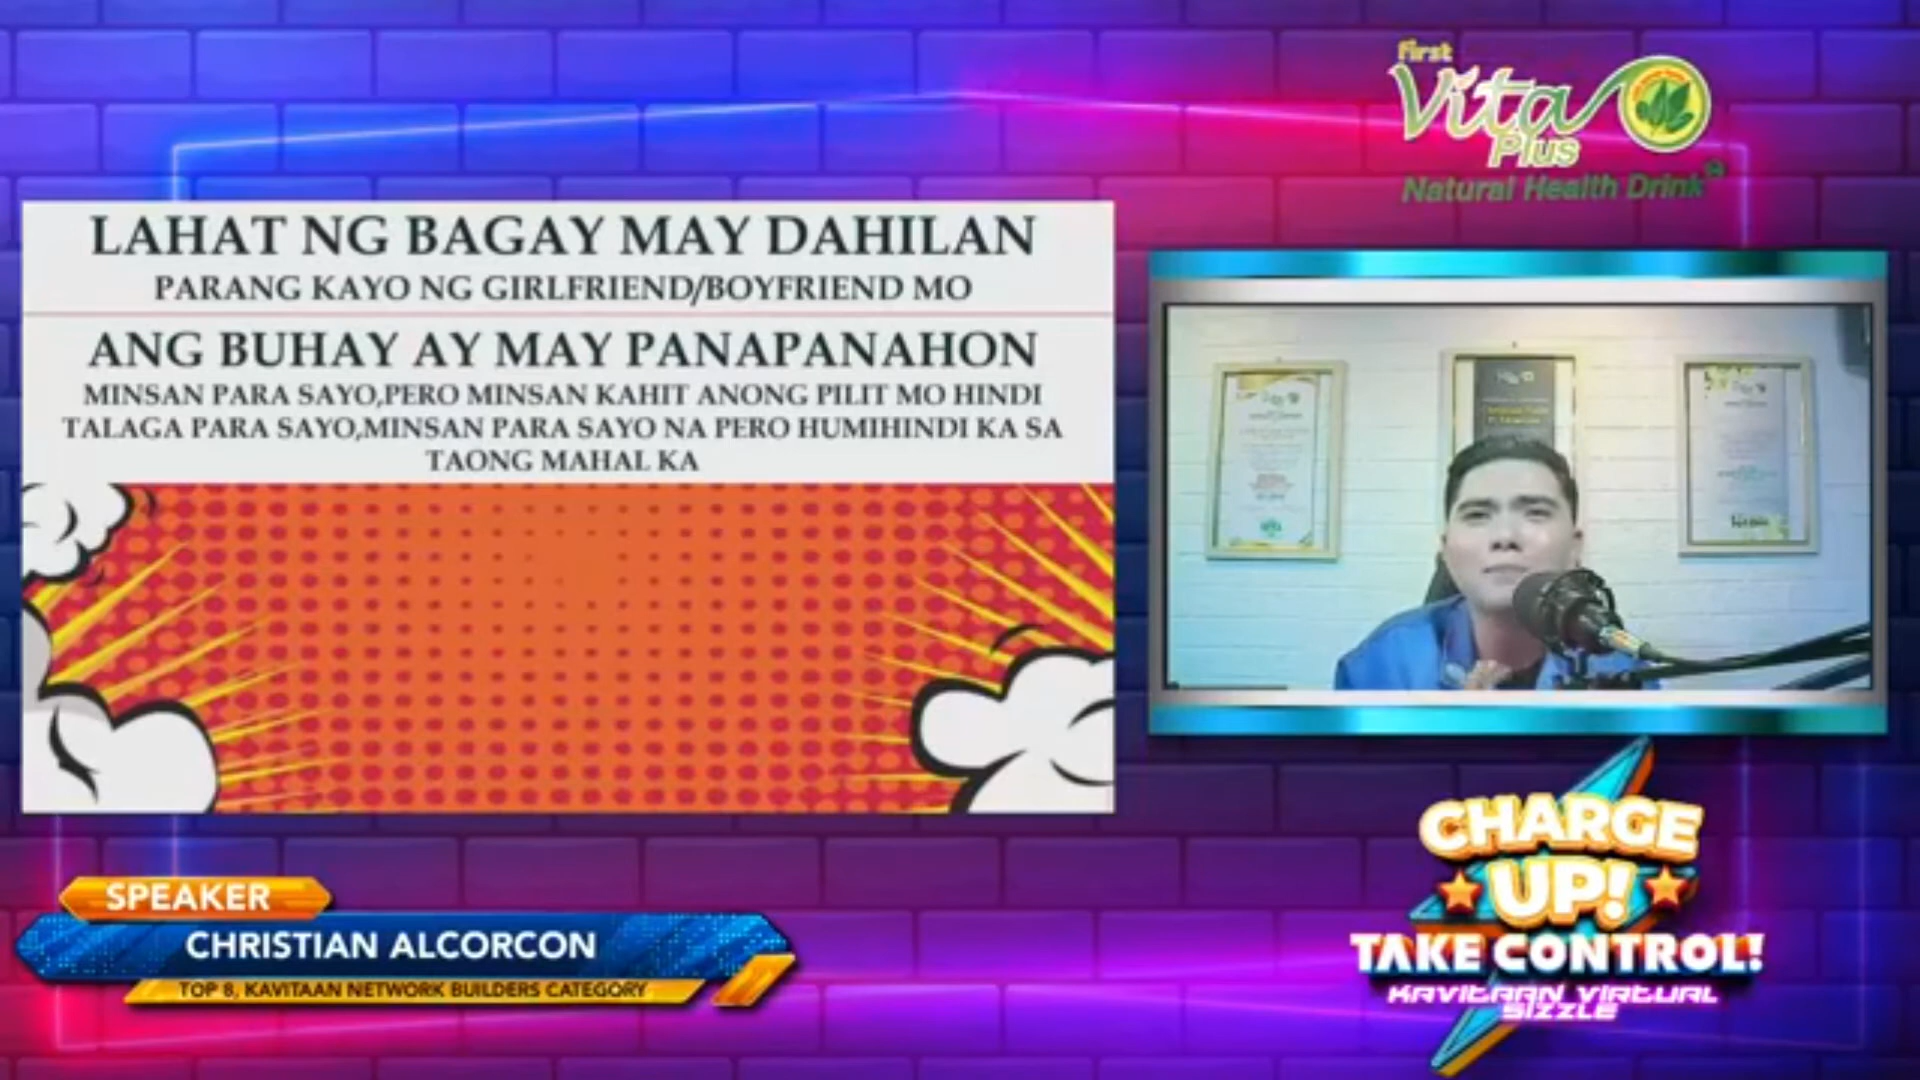 First
Vita
Plus
Natural Health Drink
LAHAT NG BAGAY MAY DAHILAN
PARANG KAYO NG GIRLFRIEND/BOYFRIEND MO
ANG BUHAY AY MAY PANAPANAHON
MINSAN PARA SAYO,PERO MINSAN KAHIT ANONG PILIT MO HINDI
TALAGA PARA SAYO,MINSAN PARA SAYO NA PERO HUMIHINDI KA SA
TAONG MAHAL KA
SPEAKER
CHRISTIAN ALCORCON
TOP 8, KAVITAAN NETWORK BUILDERS CATEGORY
CHARGE
UP!
TAKE CONTROL!
KAVITAAN VIRTUAL
SIZZLE